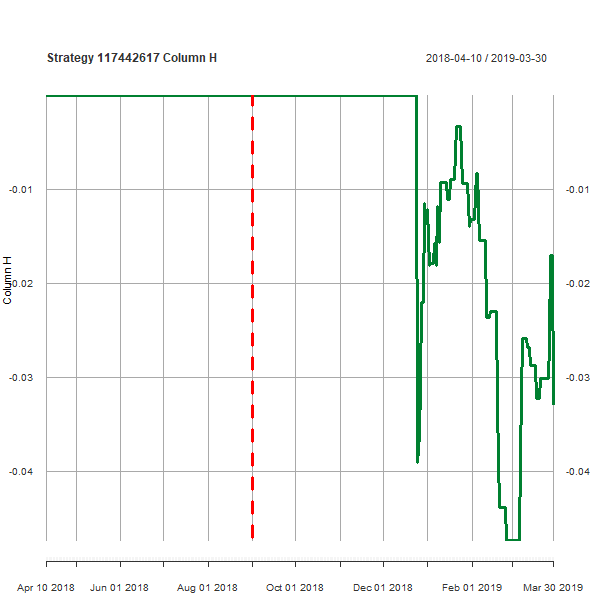 Strategy 117442617 Column H
2018-04-10 / 2019-03-30
-0.01
-0.01
Column H
-0.02
-0.02
-0.03
-0.03
-0.04
-0.04
Apr 10 2018
Jun 01 2018
Aug 01 2018
Oct 01 2018
Dec 01 2018
Feb 01 2019
Mar 30 2019